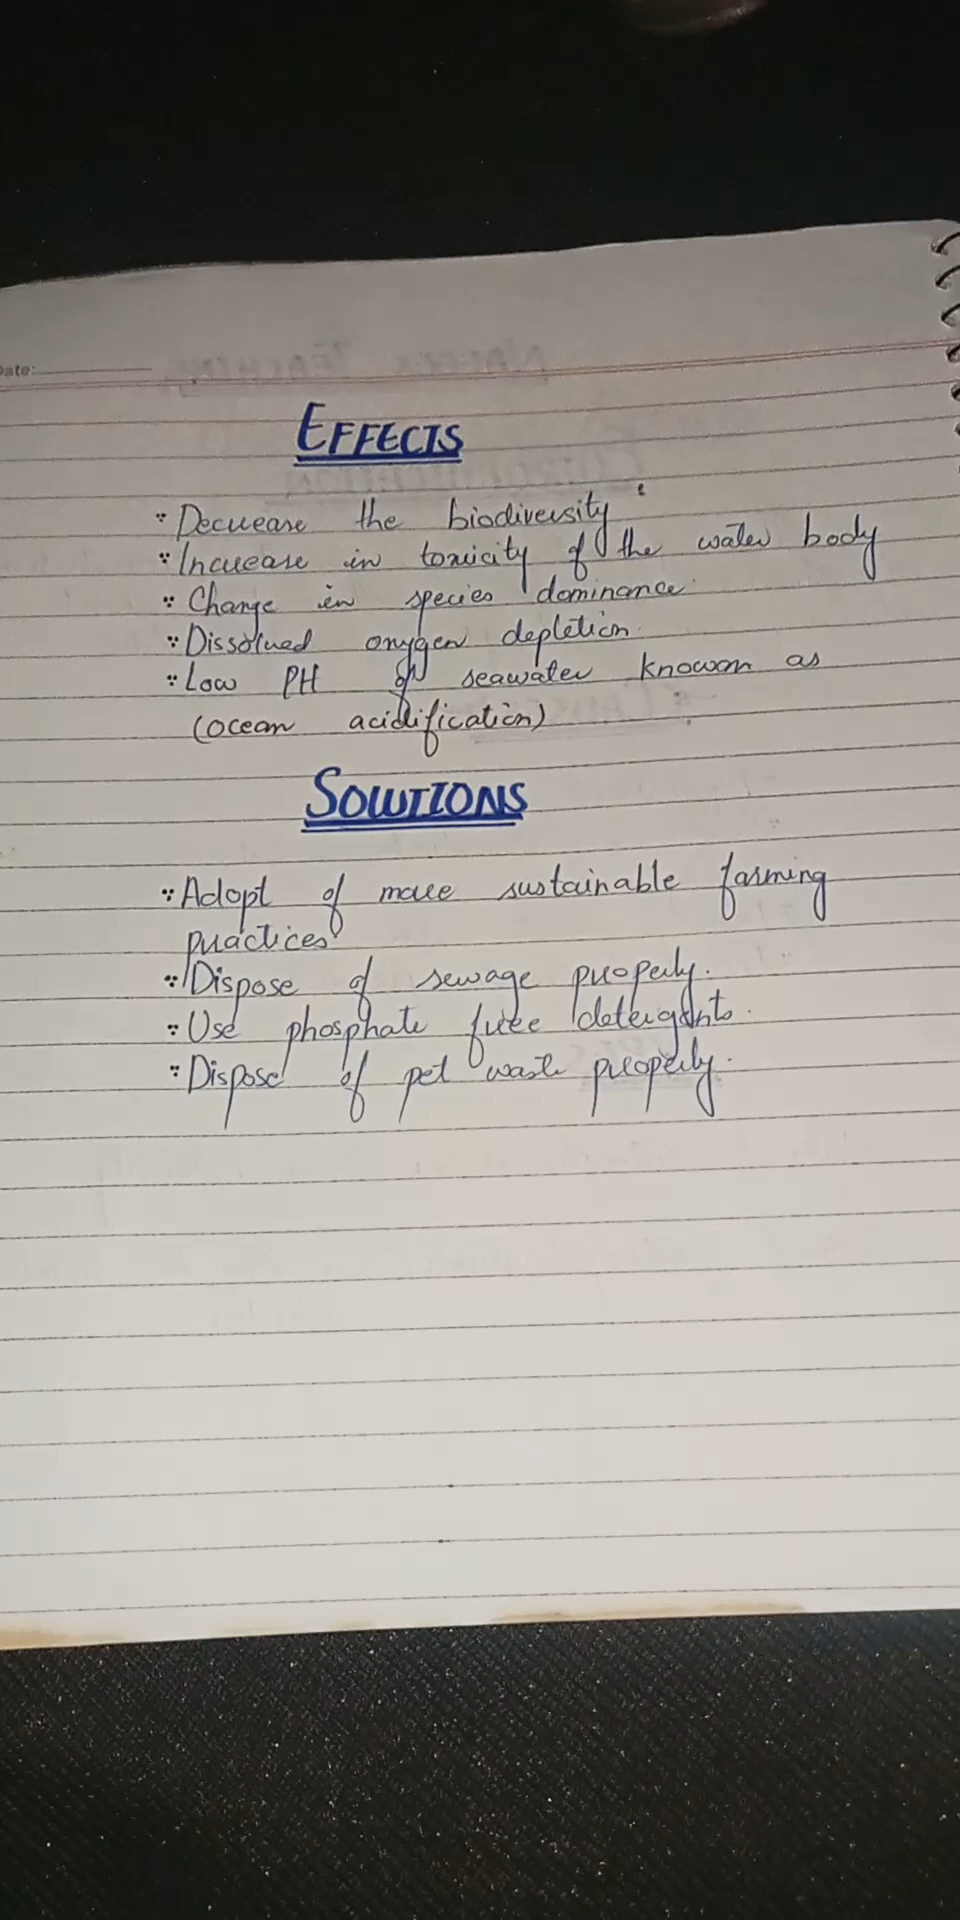 Date:
EFFECTS
Decrease the biodiversity
Increase in toxicity of the water body
Change in species dominance.
Dissolved oxygen depletion.
Low PH of seawater knowon as
(ocean acidification)
SOLUTIONS
Adopt of more sustainable farming
practices
Dispose of sewage properly.
Use phosphate free detergants.
Dispose of pet waste properly.